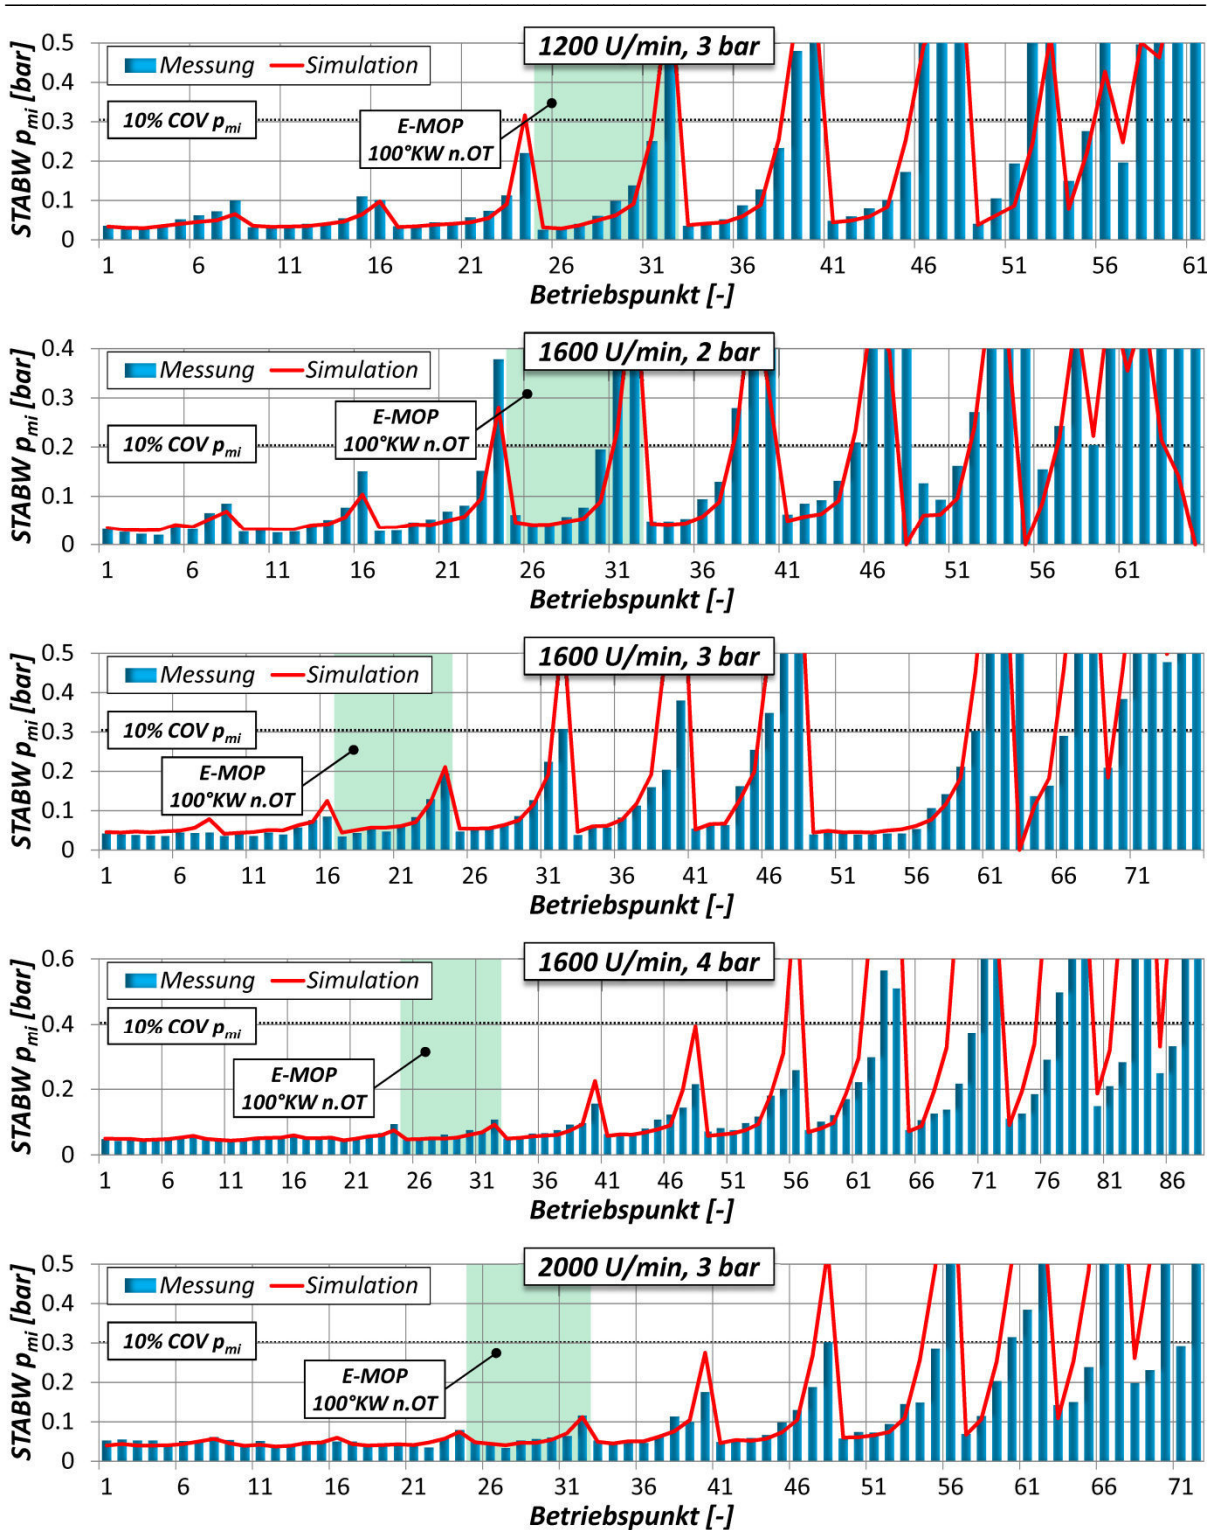 1200 U/min, 3 bar
STABW p_mi [bar]
0.5
0.4
0.3
0.2
0.1
0
Messung
Simulation
10% COV p_mi
E-MOP
100°KW n.OT
1 6 11 16 21 26 31 36 41 46 51 56 61
Betriebspunkt [-]
1600 U/min, 2 bar
STABW p_mi [bar]
0.4
0.3
0.2
0.1
0
Messung
Simulation
10% COV p_mi
E-MOP
100°KW n.OT
1 6 11 16 21 26 31 36 41 46 51 56 61
Betriebspunkt [-]
1600 U/min, 3 bar
STABW p_mi [bar]
0.5
0.4
0.3
0.2
0.1
0
Messung
Simulation
10% COV p_mi
E-MOP
100°KW n.OT
1 6 11 16 21 26 31 36 41 46 51 56 61 66 71
Betriebspunkt [-]
1600 U/min, 4 bar
STABW p_mi [bar]
0.6
0.4
0.2
0
Messung
Simulation
10% COV p_mi
E-MOP
100°KW n.OT
1 6 11 16 21 26 31 36 41 46 51 56 61 66 71 76 81 86
Betriebspunkt [-]
2000 U/min, 3 bar
STABW p_mi [bar]
0.5
0.4
0.3
0.2
0.1
0
Messung
Simulation
10% COV p_mi
E-MOP
100°KW n.OT
1 6 11 16 21 26 31 36 41 46 51 56 61 66 71
Betriebspunkt [-]